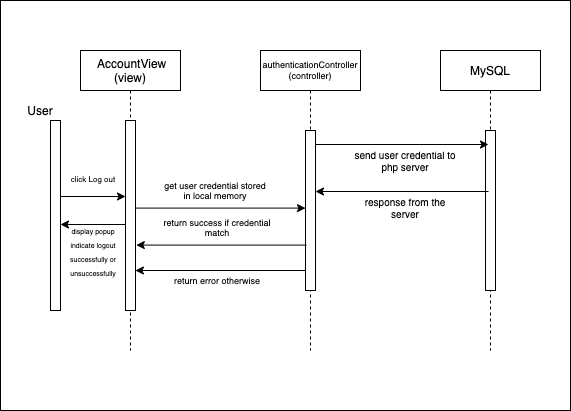 AccountView
(view)
authenticationController
(controller)
MySQL
User
send user credential to
php server
click Log out
get user credential stored
in local memory
response from the
server
return success if credential
match
display popup
indicate logout
successfully or
unsuccessfully
return error otherwise